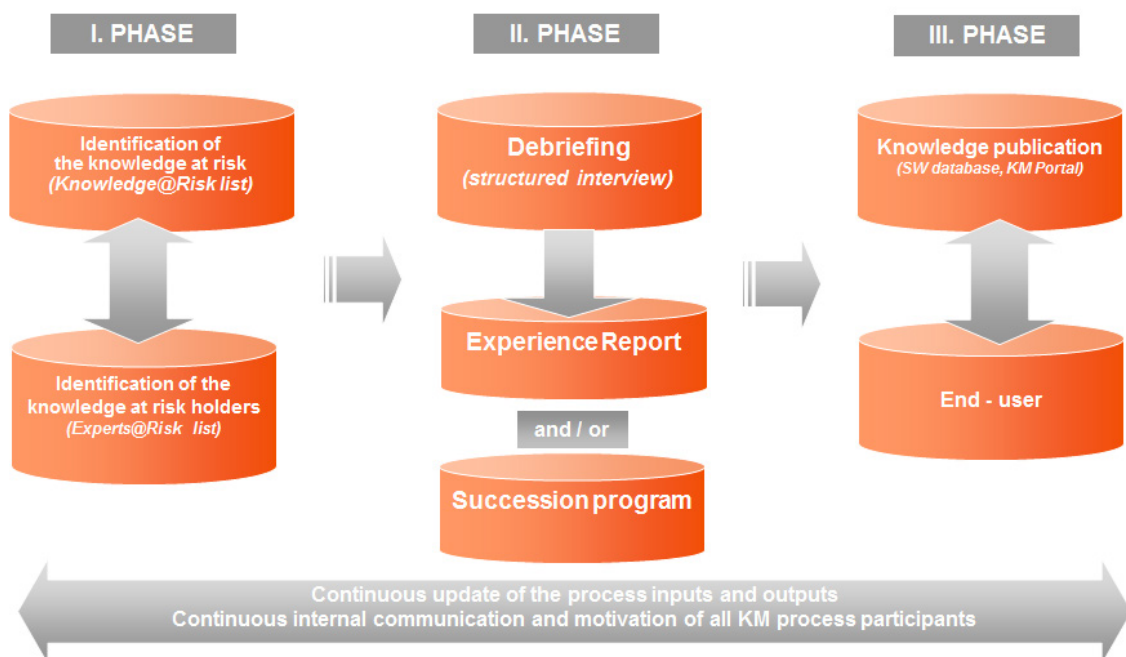 I. PHASE
Identification of
the knowledge at risk
(Knowledge@Risk list)
Identification of the
knowledge at risk holders
(Experts@Risk list)
II. PHASE
Debriefing
(structured interview)
Experience Report
and / or
Succession program
III. PHASE
Knowledge publication
(SW database, KM Portal)
End - user
Continuous update of the process inputs and outputs
Continuous internal communication and motivation of all KM process participants